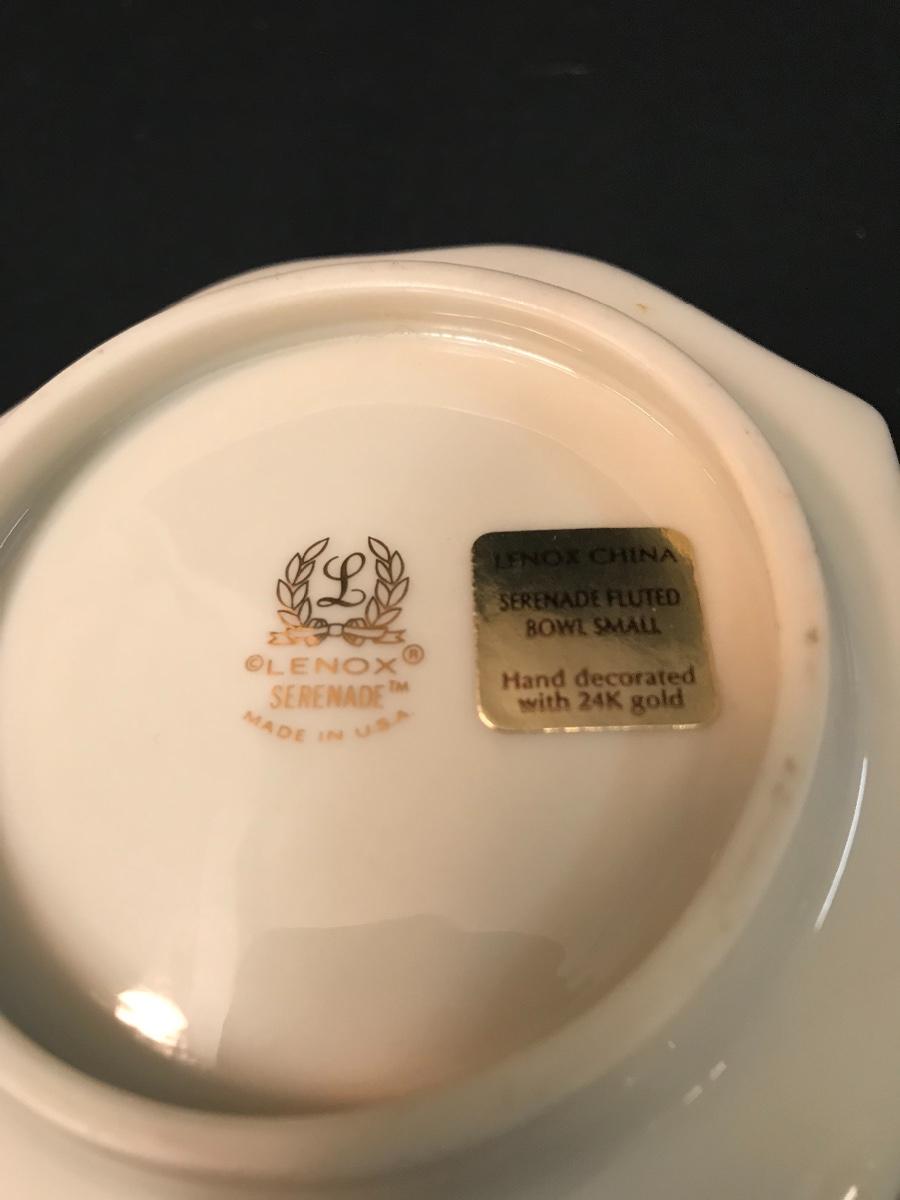 L
©LENOX®
SERENADE™
MADE IN U.S.A.
LENOX CHINA
SERENADE FLUTED
BOWL SMALL
Hand decorated
with 24K gold